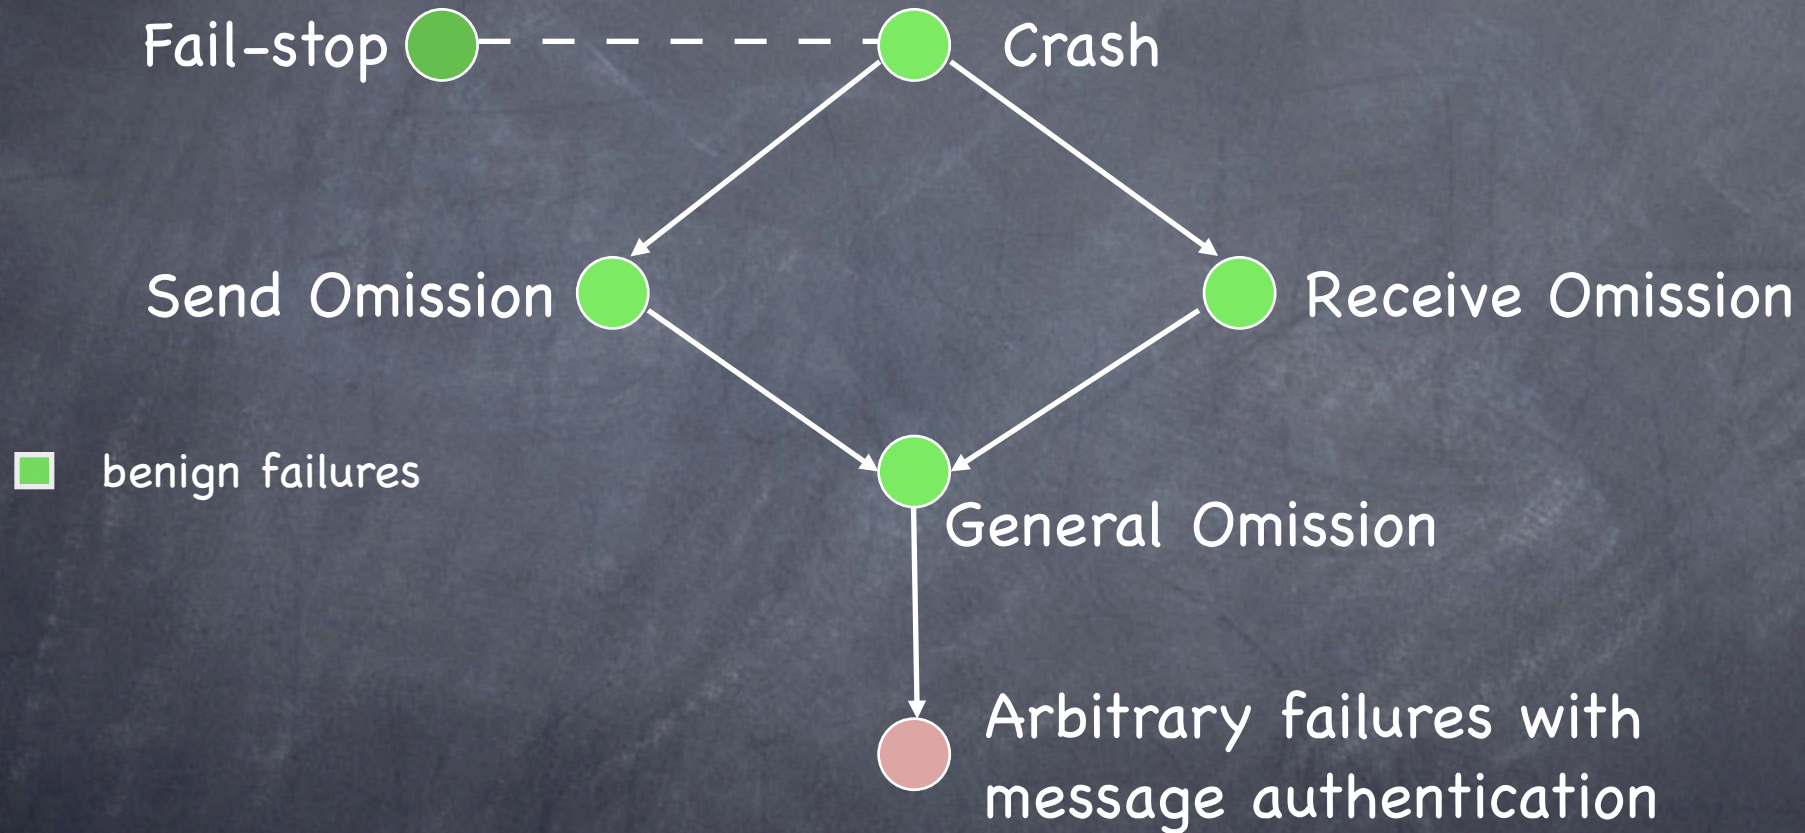 Fail-stop
Crash
Send Omission
Receive Omission
benign failures
General Omission
Arbitrary failures with
message authentication